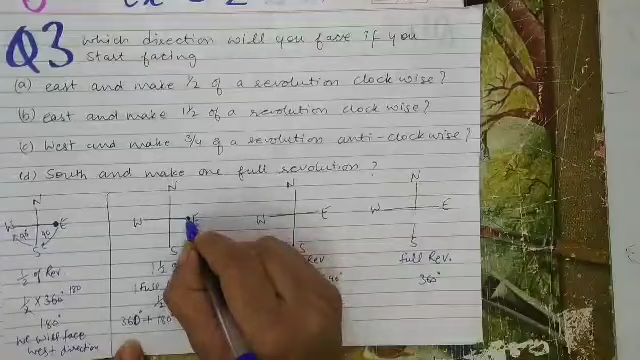 Q3 which direction will you face if you
start facing
(a) east and make 1/2 of a revolution clockwise?
(b) east and make 1 1/2 of a revolution clockwise?
(c) West and make 3/4 of a revolution anti-clockwise?
(d) South and make one full revolution?
N N N N
W E W E W E W E
S S S S
90 90
1/2 of Rev. 1 1/2 Rev Full Rev.
1/2 × 360° 180 1 Full 360°
180° 360° + 180°
we will face
west direction